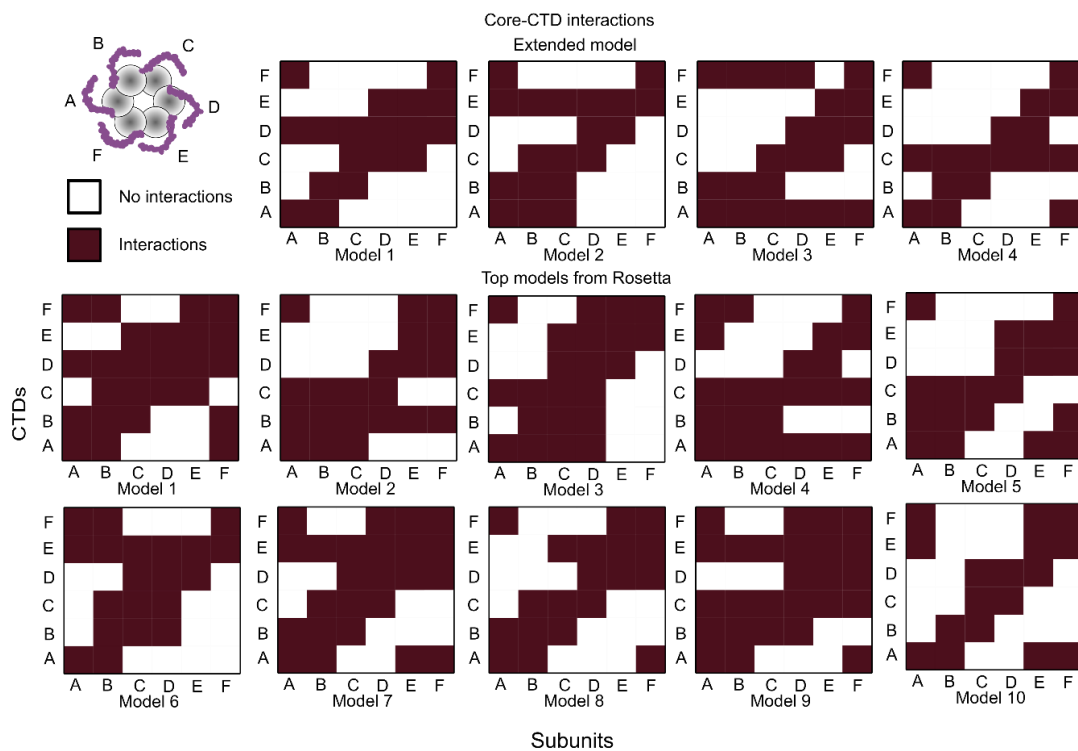 Core-CTD interactions
Extended model
B C
A D
F E
No interactions
Interactions
F
E
D
C
B
A
A B C D E F
Model 1
F
E
D
C
B
A
A B C D E F
Model 2
F
E
D
C
B
A
A B C D E F
Model 3
F
E
D
C
B
A
A B C D E F
Model 4
Top models from Rosetta
CTDs
F
E
D
C
B
A
A B C D E F
Model 1
F
E
D
C
B
A
A B C D E F
Model 2
F
E
D
C
B
A
A B C D E F
Model 3
F
E
D
C
B
A
A B C D E F
Model 4
F
E
D
C
B
A
A B C D E F
Model 5
F
E
D
C
B
A
A B C D E F
Model 6
F
E
D
C
B
A
A B C D E F
Model 7
F
E
D
C
B
A
A B C D E F
Model 8
F
E
D
C
B
A
A B C D E F
Model 9
F
E
D
C
B
A
A B C D E F
Model 10
Subunits